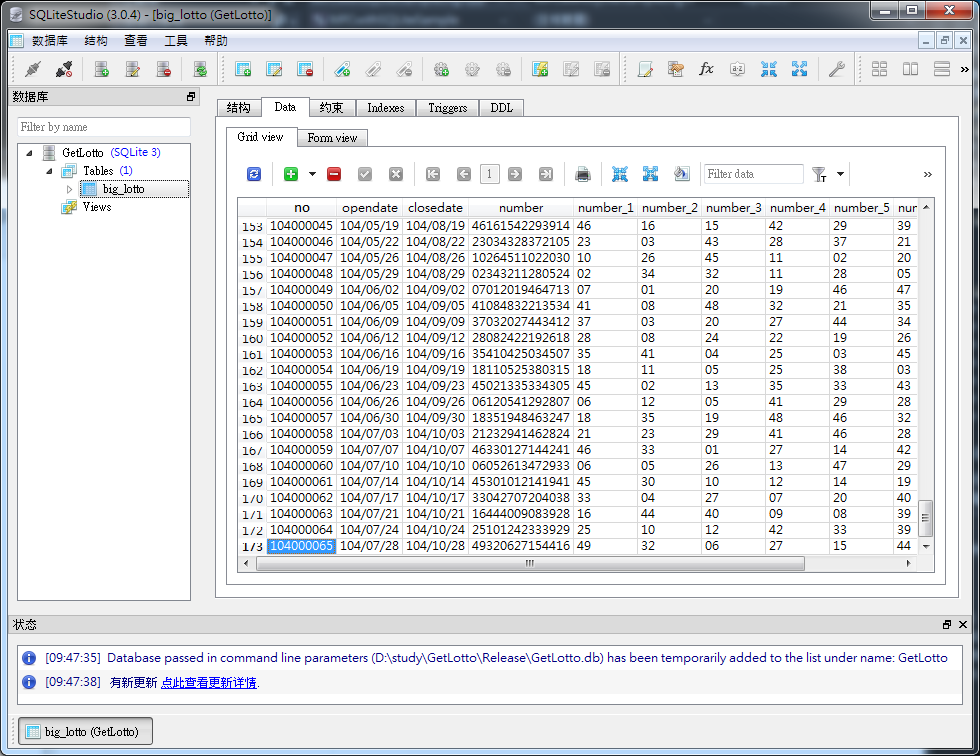 SQLiteStudio (3.0.4) - [big_lotto (GetLotto)]
数据库 结构 查看 工具 帮助
数据库
Filter by name
GetLotto (SQLite 3)
Tables (1)
big_lotto
Views
结构 Data 约束 Indexes Triggers DDL
Grid view Form view
1 Filter data
no opendate closedate number number_1 number_2 number_3 number_4 number_5 nur
153 104000045 104/05/19 104/08/19 46161542293914 46 16 15 42 29 39
154 104000046 104/05/22 104/08/22 23034328372105 23 03 43 28 37 21
155 104000047 104/05/26 104/08/26 10264511022030 10 26 45 11 02 20
156 104000048 104/05/29 104/08/29 02343211280524 02 34 32 11 28 05
157 104000049 104/06/02 104/09/02 07012019464713 07 01 20 19 46 47
158 104000050 104/06/05 104/09/05 41084832213534 41 08 48 32 21 35
159 104000051 104/06/09 104/09/09 37032027443412 37 03 20 27 44 34
160 104000052 104/06/12 104/09/12 28082422192618 28 08 24 22 19 26
161 104000053 104/06/16 104/09/16 35410425034507 35 41 04 25 03 45
162 104000054 104/06/19 104/09/19 18110525380315 18 11 05 25 38 03
163 104000055 104/06/23 104/09/23 45021335334305 45 02 13 35 33 43
164 104000056 104/06/26 104/09/26 06120541292807 06 12 05 41 29 28
165 104000057 104/06/30 104/09/30 18351948463247 18 35 19 48 46 32
166 104000058 104/07/03 104/10/03 21232941462824 21 23 29 41 46 28
167 104000059 104/07/07 104/10/07 46330127144241 46 33 01 27 14 42
168 104000060 104/07/10 104/10/10 06052613472933 06 05 26 13 47 29
169 104000061 104/07/14 104/10/14 45301012141941 45 30 10 12 14 19
170 104000062 104/07/17 104/10/17 33042707204038 33 04 27 07 20 40
171 104000063 104/07/21 104/10/21 16444009083928 16 44 40 09 08 39
172 104000064 104/07/24 104/10/24 25101242333929 25 10 12 42 33 39
173 104000065 104/07/28 104/10/28 49320627154416 49 32 06 27 15 44
状态
[09:47:35] Database passed in command line parameters (D:\study\GetLotto\Release\GetLotto.db) has been temporarily added to the list under name: GetLotto
[09:47:38] 有新更新 点此查看更新详情.
big_lotto (GetLotto)